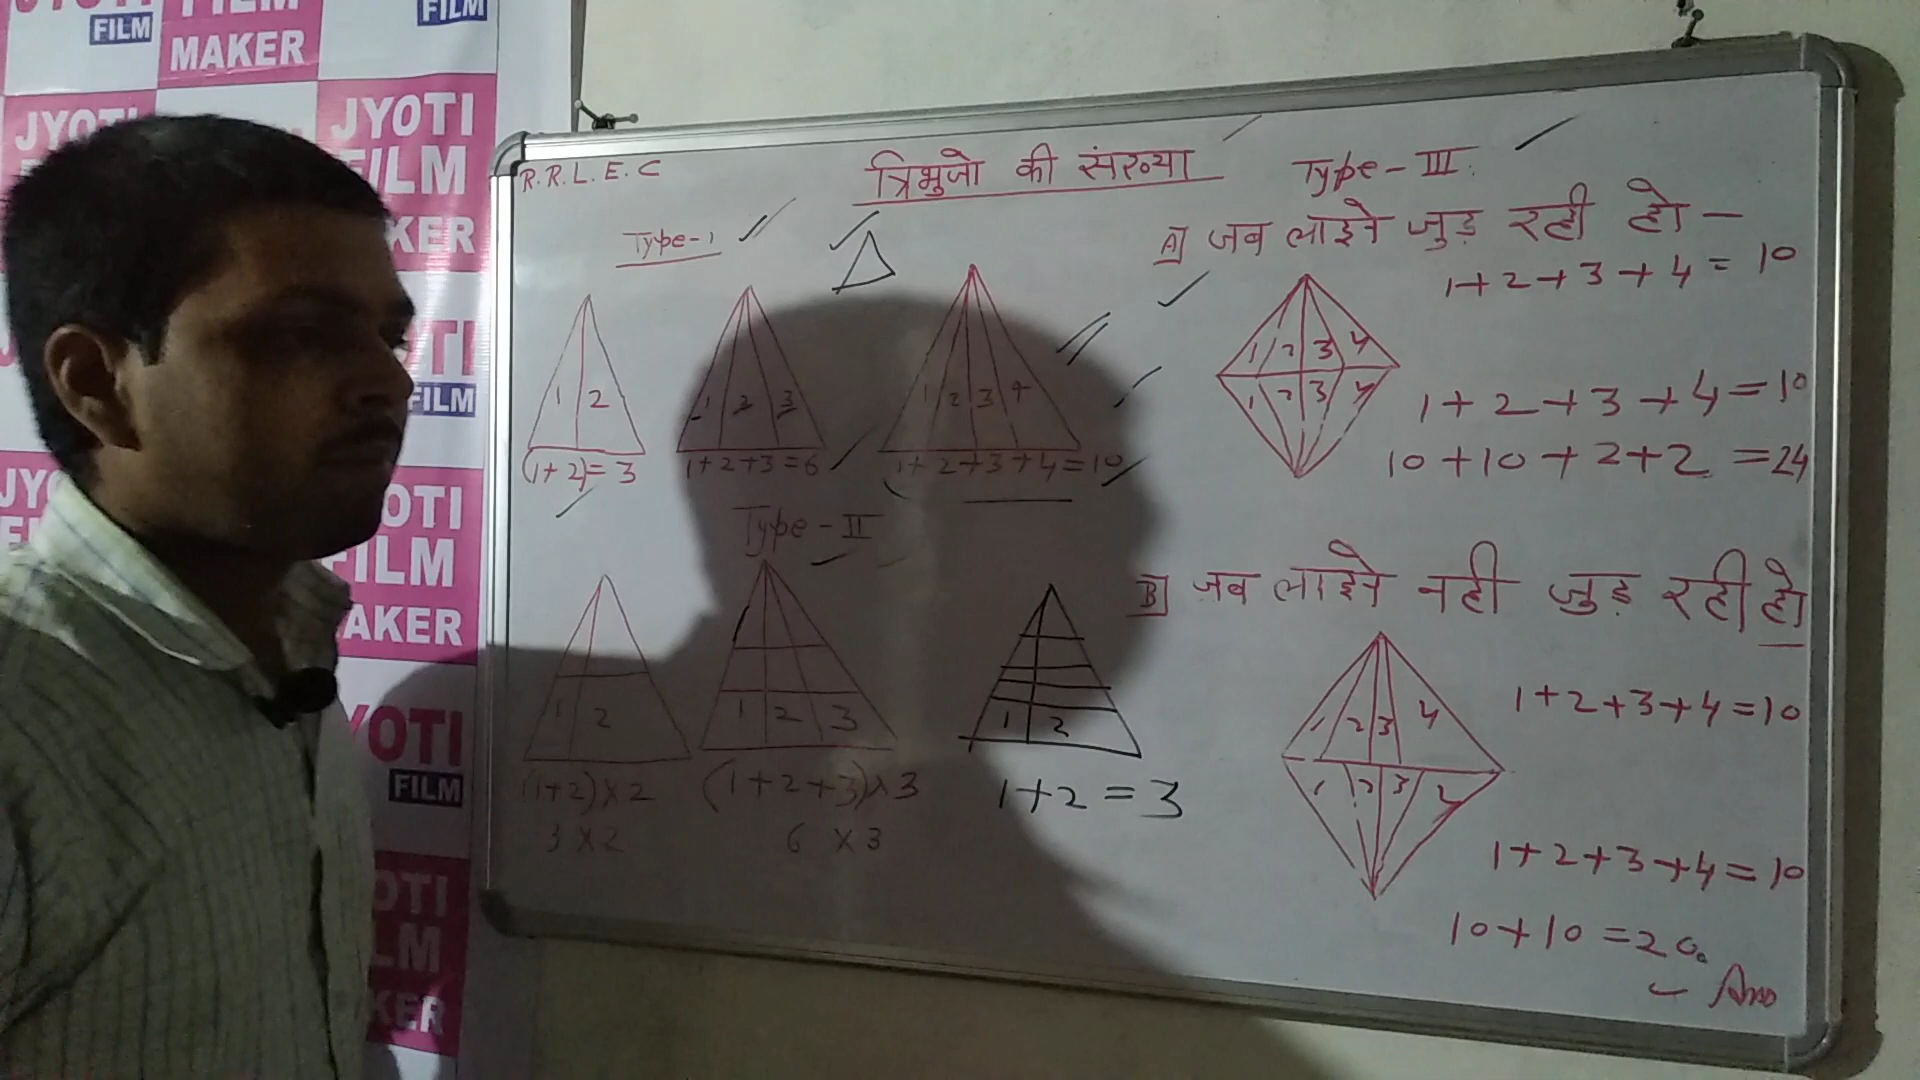 JYOTI FILM MAKER
FILM
JYOTI FILM MAKER
JYOTI FILM MAKER
JYOTI FILM
R.R.L.E.C
त्रिभुजो की संख्या
Type-I
1 2
(1+2)=3
1 2 3
1+2+3=6
1 2 3 4
1+2+3+4=10
Type-II
1 2
(1+2)×2
3×2
1 2 3
(1+2+3)×3
6×3
1 2
1+2=3
Type-III
A] जब लाइने जुड़ रही हो-
1+2+3+4=10
1 2 3 4
1 2 3 4
1+2+3+4=10
10+10+2+2=24
B] जब लाइने नही जुड़ रही हो
1 2 3 4
1+2+3+4=10
1 2 3
1+2+3+4=10
10+10=20.
Ans